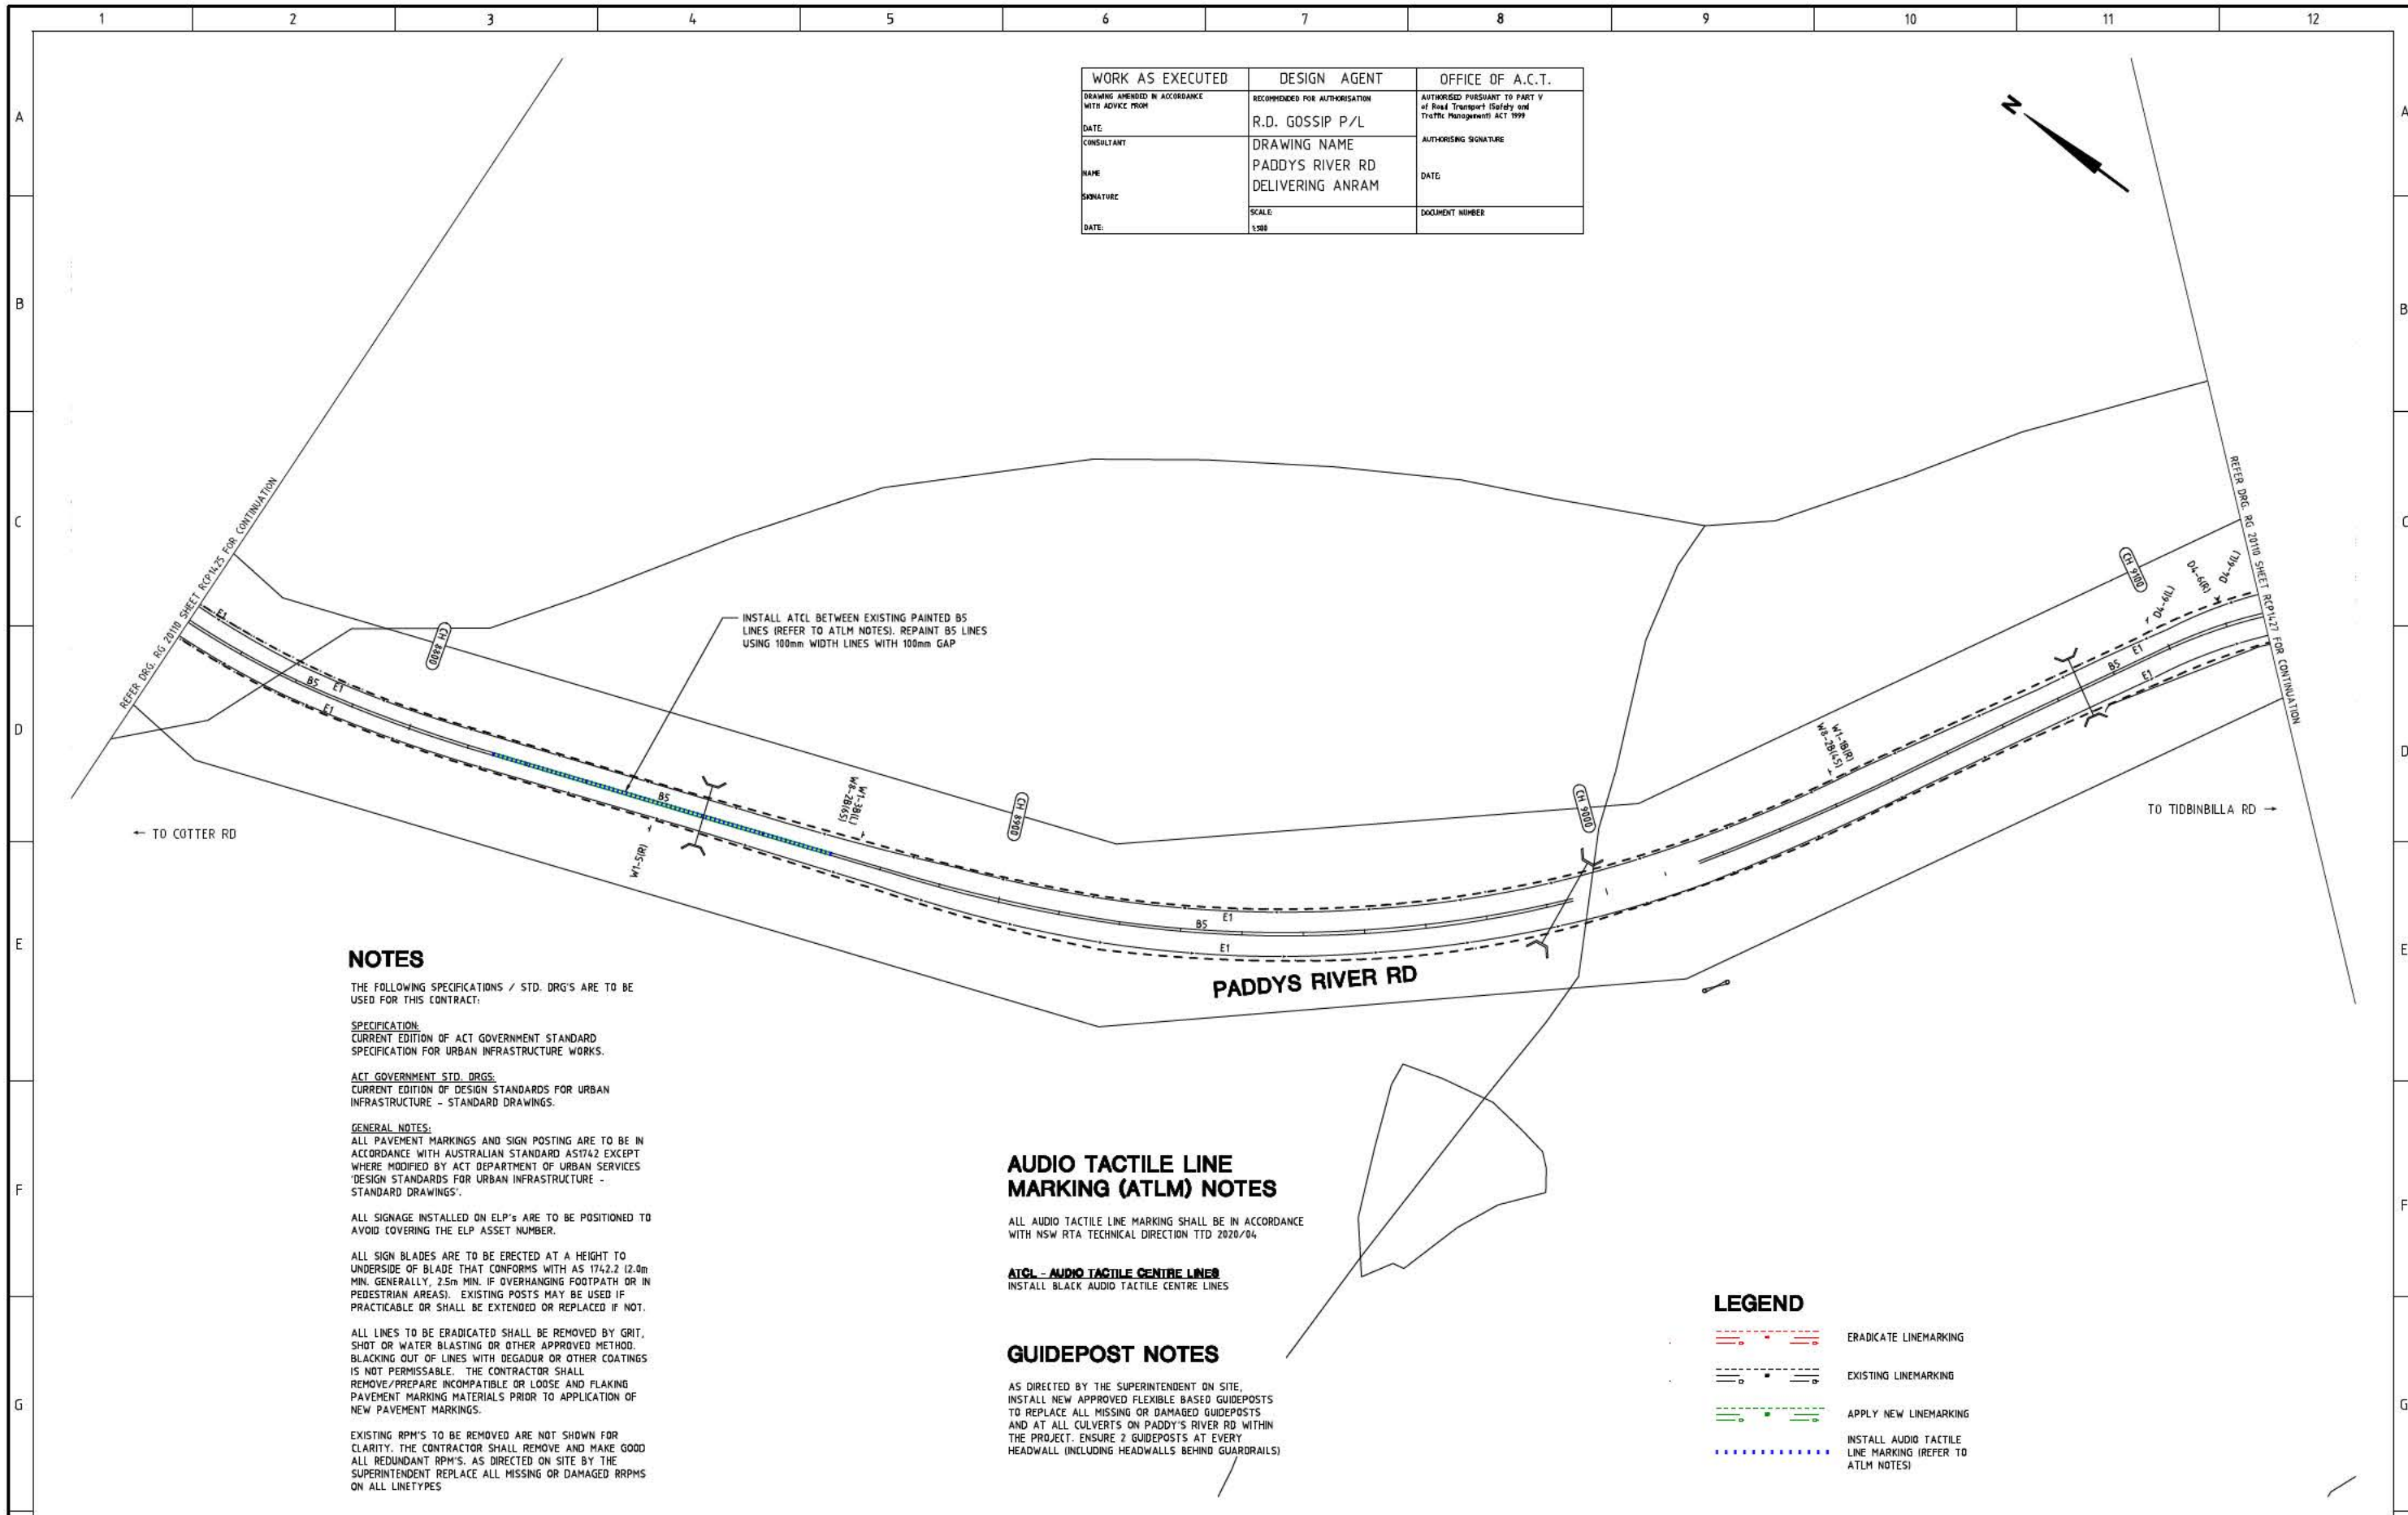 1 2 3 4 5 6 7 8 9 10 11 12
A
B
C
D
E
F
G
A
B
C
D
E
F
G
WORK AS EXECUTED
DRAWING AMENDED IN ACCORDANCE
WITH ADVICE FROM
DATE:
CONSULTANT
NAME
SIGNATURE
DATE:
DESIGN AGENT
RECOMMENDED FOR AUTHORISATION
R.D. GOSSIP P/L
DRAWING NAME
PADDYS RIVER RD
DELIVERING ANRAM
SCALE:
1:500
OFFICE OF A.C.T.
AUTHORISED PURSUANT TO PART V
of Road Transport (Safety and
Traffic Management) ACT 1999
AUTHORISING SIGNATURE
DATE:
DOCUMENT NUMBER
N
REFER DRG. RG 20110 SHEET RCP1425 FOR CONTINUATION
E1
B5 E1
E1
CH 8800
INSTALL ATCL BETWEEN EXISTING PAINTED B5
LINES (REFER TO ATLM NOTES). REPAINT B5 LINES
USING 100mm WIDTH LINES WITH 100mm GAP
B5
W1-5(R)
W1-3B(L)
W8-2B(65)
CH 8900
E1
B5
E1
CH 9000
W1-1B(R)
W8-2B(45)
CH 9100
D4-6(L)
D4-6(R)
D4-6(L)
B5 E1
E1
REFER DRG. RG 20110 SHEET RCP1427 FOR CONTINUATION
← TO COTTER RD
TO TIDBINBILLA RD →
PADDYS RIVER RD
NOTES
THE FOLLOWING SPECIFICATIONS / STD. DRG'S ARE TO BE
USED FOR THIS CONTRACT:
SPECIFICATION:
CURRENT EDITION OF ACT GOVERNMENT STANDARD
SPECIFICATION FOR URBAN INFRASTRUCTURE WORKS.
ACT GOVERNMENT STD. DRGS:
CURRENT EDITION OF DESIGN STANDARDS FOR URBAN
INFRASTRUCTURE - STANDARD DRAWINGS.
GENERAL NOTES:
ALL PAVEMENT MARKINGS AND SIGN POSTING ARE TO BE IN
ACCORDANCE WITH AUSTRALIAN STANDARD AS1742 EXCEPT
WHERE MODIFIED BY ACT DEPARTMENT OF URBAN SERVICES
'DESIGN STANDARDS FOR URBAN INFRASTRUCTURE -
STANDARD DRAWINGS'.
ALL SIGNAGE INSTALLED ON ELP's ARE TO BE POSITIONED TO
AVOID COVERING THE ELP ASSET NUMBER.
ALL SIGN BLADES ARE TO BE ERECTED AT A HEIGHT TO
UNDERSIDE OF BLADE THAT CONFORMS WITH AS 1742.2 (2.0m
MIN. GENERALLY, 2.5m MIN. IF OVERHANGING FOOTPATH OR IN
PEDESTRIAN AREAS). EXISTING POSTS MAY BE USED IF
PRACTICABLE OR SHALL BE EXTENDED OR REPLACED IF NOT.
ALL LINES TO BE ERADICATED SHALL BE REMOVED BY GRIT,
SHOT OR WATER BLASTING OR OTHER APPROVED METHOD.
BLACKING OUT OF LINES WITH DEGADUR OR OTHER COATINGS
IS NOT PERMISSABLE. THE CONTRACTOR SHALL
REMOVE/PREPARE INCOMPATIBLE OR LOOSE AND FLAKING
PAVEMENT MARKING MATERIALS PRIOR TO APPLICATION OF
NEW PAVEMENT MARKINGS.
EXISTING RPM'S TO BE REMOVED ARE NOT SHOWN FOR
CLARITY. THE CONTRACTOR SHALL REMOVE AND MAKE GOOD
ALL REDUNDANT RPM'S. AS DIRECTED ON SITE BY THE
SUPERINTENDENT REPLACE ALL MISSING OR DAMAGED RRPMS
ON ALL LINETYPES
AUDIO TACTILE LINE
MARKING (ATLM) NOTES
ALL AUDIO TACTILE LINE MARKING SHALL BE IN ACCORDANCE
WITH NSW RTA TECHNICAL DIRECTION TTD 2020/04
ATCL - AUDIO TACTILE CENTRE LINES
INSTALL BLACK AUDIO TACTILE CENTRE LINES
GUIDEPOST NOTES
AS DIRECTED BY THE SUPERINTENDENT ON SITE,
INSTALL NEW APPROVED FLEXIBLE BASED GUIDEPOSTS
TO REPLACE ALL MISSING OR DAMAGED GUIDEPOSTS
AND AT ALL CULVERTS ON PADDY'S RIVER RD WITHIN
THE PROJECT. ENSURE 2 GUIDEPOSTS AT EVERY
HEADWALL (INCLUDING HEADWALLS BEHIND GUARDRAILS)
LEGEND
ERADICATE LINEMARKING
EXISTING LINEMARKING
APPLY NEW LINEMARKING
INSTALL AUDIO TACTILE
LINE MARKING (REFER TO
ATLM NOTES)